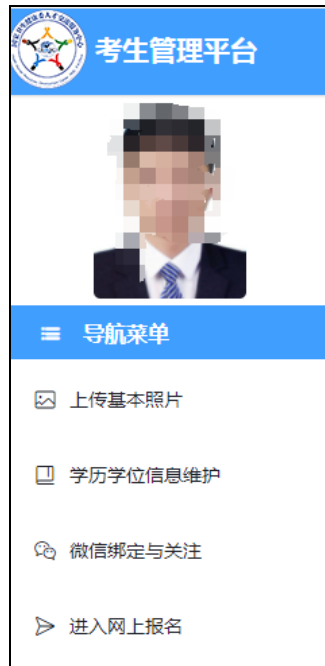 考生管理平台
导航菜单
上传基本照片
学历学位信息维护
微信绑定与关注
进入网上报名